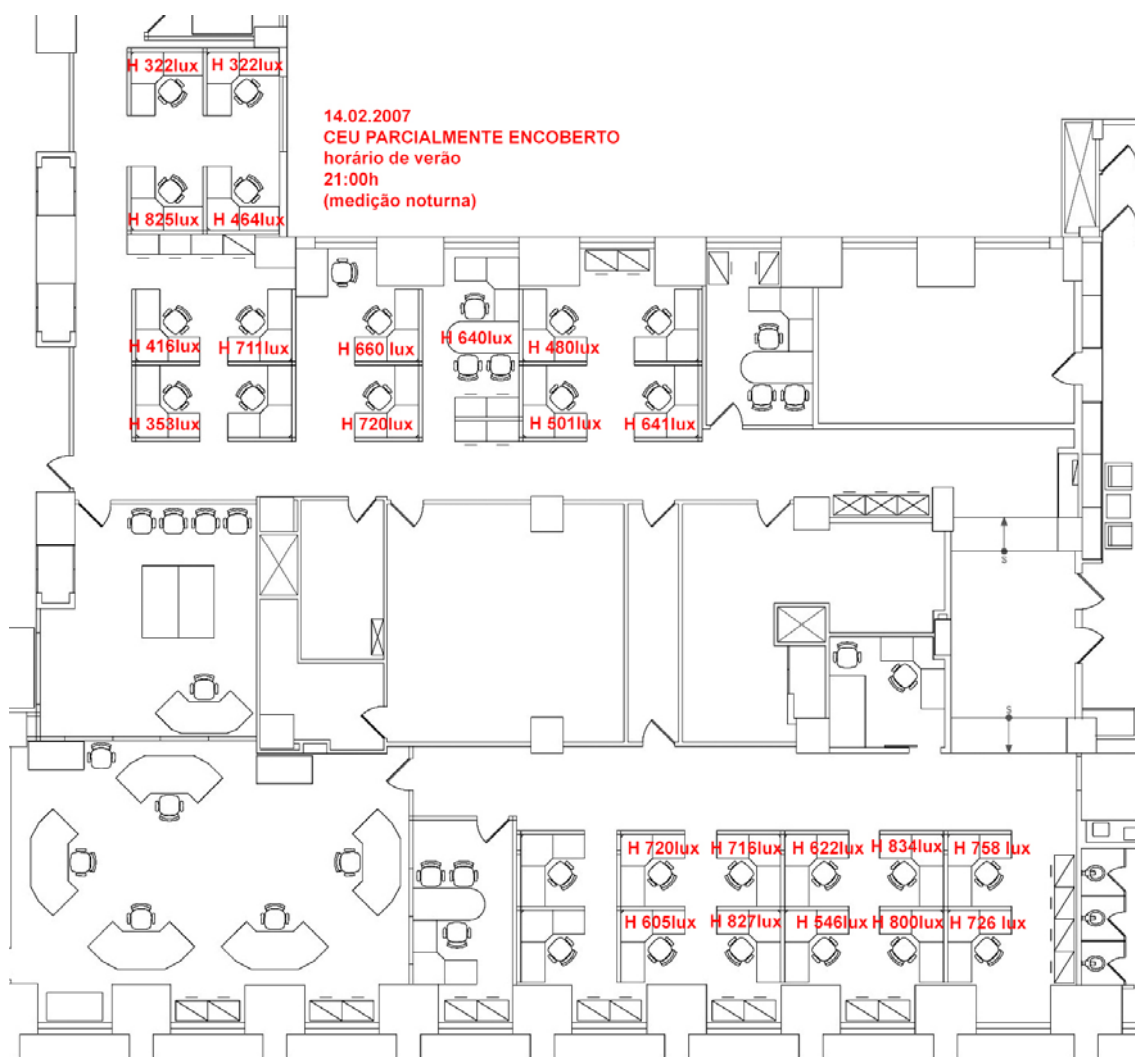 H 322lux H 322lux
14.02.2007
CEU PARCIALMENTE ENCOBERTO
horário de verão
21:00h
(medição noturna)
H 825lux H 464lux
H 416lux H 711lux H 660 lux H 640lux H 480lux
H 353lux H 720lux H 501lux H 641lux
S
S
H 720lux H 716lux H 622lux H 834lux H 758 lux
H 605lux H 827lux H 546lux H 800lux H 726 lux